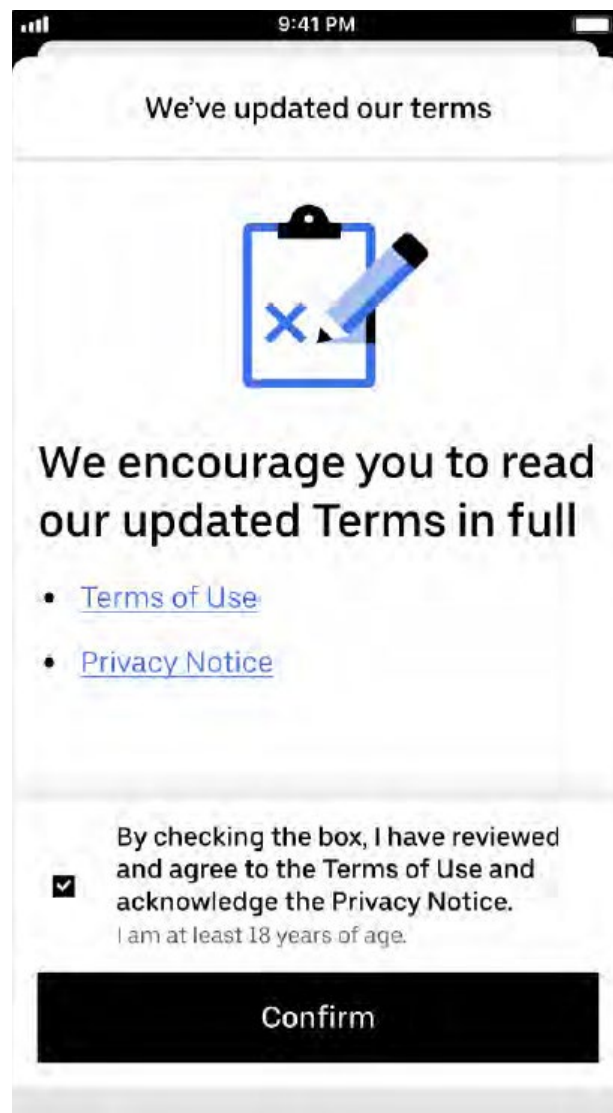 9:41 PM
We've updated our terms
We encourage you to read
our updated Terms in full
• Terms of Use
• Privacy Notice
By checking the box, I have reviewed
and agree to the Terms of Use and
acknowledge the Privacy Notice.
I am at least 18 years of age.
Confirm